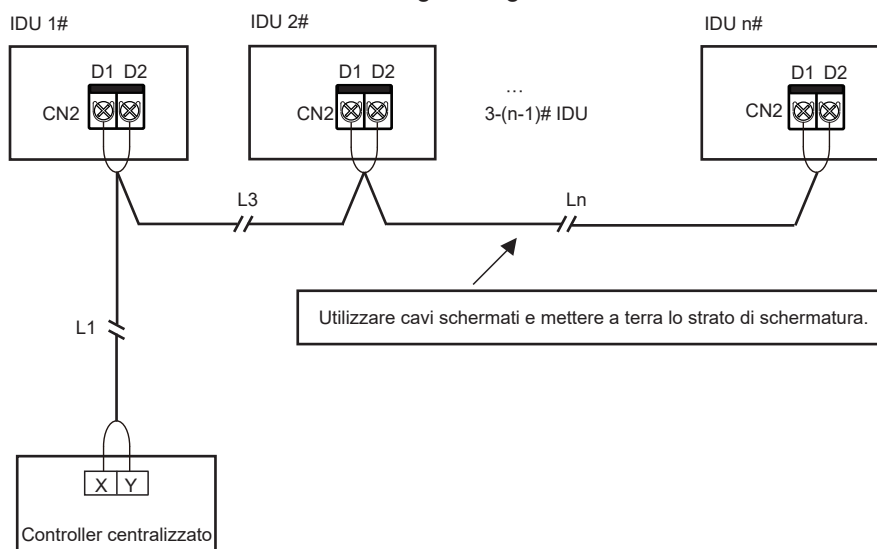 IDU 1#
IDU 2#
IDU n#
D1 D2
D1 D2
D1 D2
CN2
CN2
CN2
…
3-(n-1)# IDU
L3
Ln
Utilizzare cavi schermati e mettere a terra lo strato di schermatura.
L1
X Y
Controller centralizzato